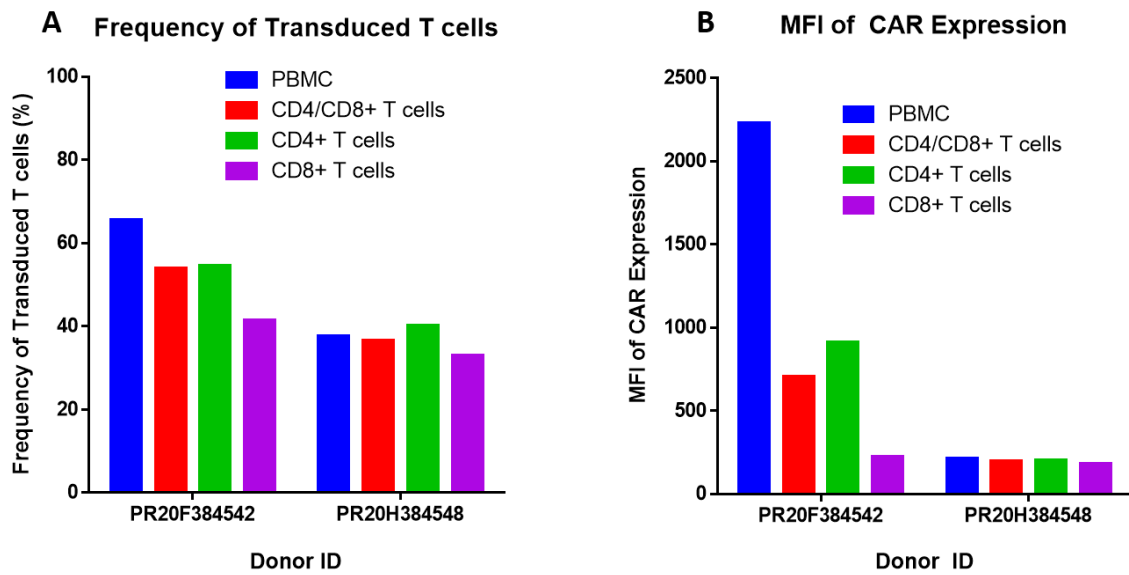 A Frequency of Transduced T cells
Frequency of Transduced T cells (%)
100
80
60
40
20
0
PBMC
CD4/CD8+ T cells
CD4+ T cells
CD8+ T cells
PR20F384542 PR20H384548
Donor ID
B MFI of CAR Expression
MFI of CAR Expression
2500
2000
1500
1000
500
0
PBMC
CD4/CD8+ T cells
CD4+ T cells
CD8+ T cells
PR20F384542 PR20H384548
Donor ID